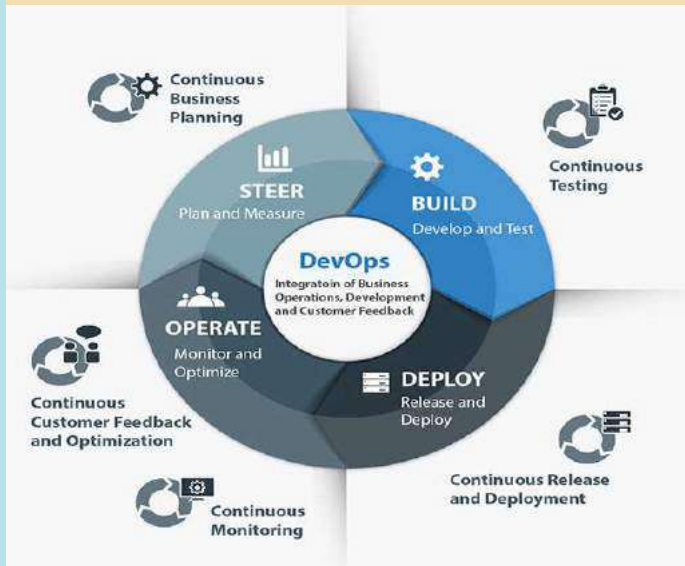 Continuous
Business
Planning
Continuous
Testing
STEER
Plan and Measure
BUILD
Develop and Test
DevOps
Integratoin of Business
Operations, Development
and Customer Feedback
OPERATE
Monitor and
Optimize
DEPLOY
Release and
Deploy
Continuous
Customer Feedback
and Optimization
Continuous Release
and Deployment
Continuous
Monitoring